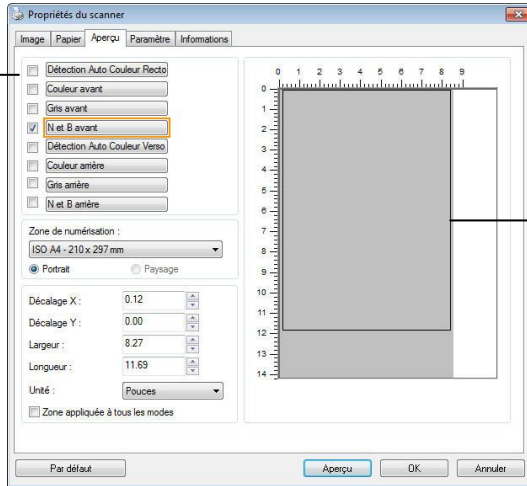 Propriétés du scanner
Image Papier Aperçu Paramètre Informations
Détection Auto Couleur Recto
Couleur avant
Gris avant
N et B avant
Détection Auto Couleur Verso
Couleur arrière
Gris arrière
N et B arrière
Zone de numérisation :
ISO A4 - 210 x 297 mm
Portrait Paysage
Décalage X : 0.12
Décalage Y : 0.00
Largeur : 8.27
Longueur : 11.69
Unité : Pouces
Zone appliquée à tous les modes
0 1 2 3 4 5 6 7 8 9
0
1
2
3
4
5
6
7
8
9
10
11
12
13
14
Par défaut Aperçu OK Annuler